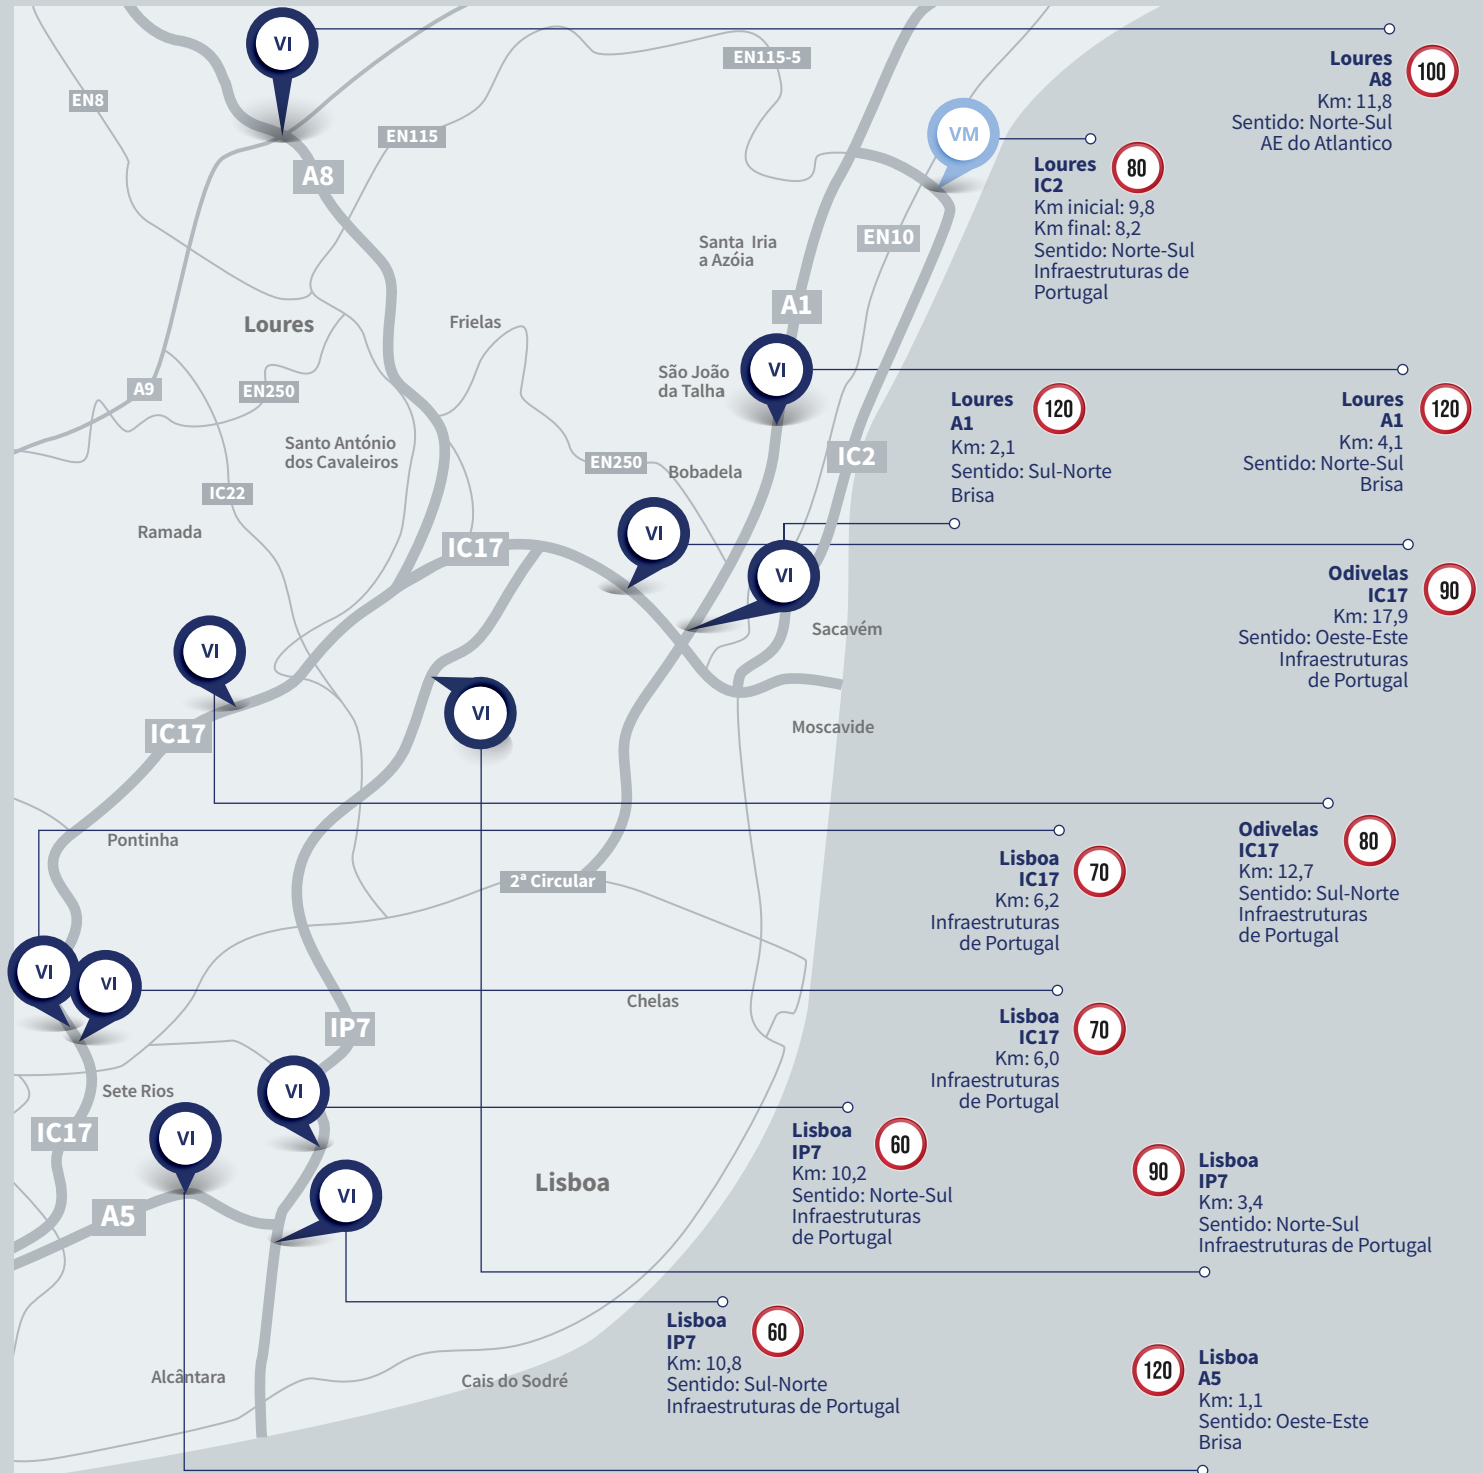 VI
EN115-5
Loures
A8
100
Km: 11,8
Sentido: Norte-Sul
AE do Atlantico
EN8
EN115
VM
Loures
IC2
80
Km inicial: 9,8
Km final: 8,2
Sentido: Norte-Sul
Infraestruturas de
Portugal
A8
Santa Iria
a Azóia
EN10
A1
Loures
Frielas
São João
da Talha
VI
A9
EN250
Loures
A1
120
Km: 2,1
Sentido: Sul-Norte
Brisa
Loures
A1
120
Km: 4,1
Sentido: Norte-Sul
Brisa
Santo António
dos Cavaleiros
EN250
Bobadela
IC2
IC22
Ramada
IC17
VI
VI
Odivelas
IC17
90
Km: 17,9
Sentido: Oeste-Este
Infraestruturas
de Portugal
Sacavém
VI
VI
IC17
Moscavide
Pontinha
Odivelas
IC17
80
Km: 12,7
Sentido: Sul-Norte
Infraestruturas
de Portugal
2ª Circular
Lisboa
IC17
70
Km: 6,2
Infraestruturas
de Portugal
VI
VI
Chelas
Lisboa
IC17
70
Km: 6,0
Infraestruturas
de Portugal
IP7
Sete Rios
VI
IC17
VI
Lisboa
IP7
60
Km: 10,2
Sentido: Norte-Sul
Infraestruturas
de Portugal
90
Lisboa
IP7
Km: 3,4
Sentido: Norte-Sul
Infraestruturas de Portugal
Lisboa
VI
A5
Lisboa
IP7
60
Km: 10,8
Sentido: Sul-Norte
Infraestruturas de Portugal
120
Lisboa
A5
Km: 1,1
Sentido: Oeste-Este
Brisa
Alcântara
Cais do Sodré